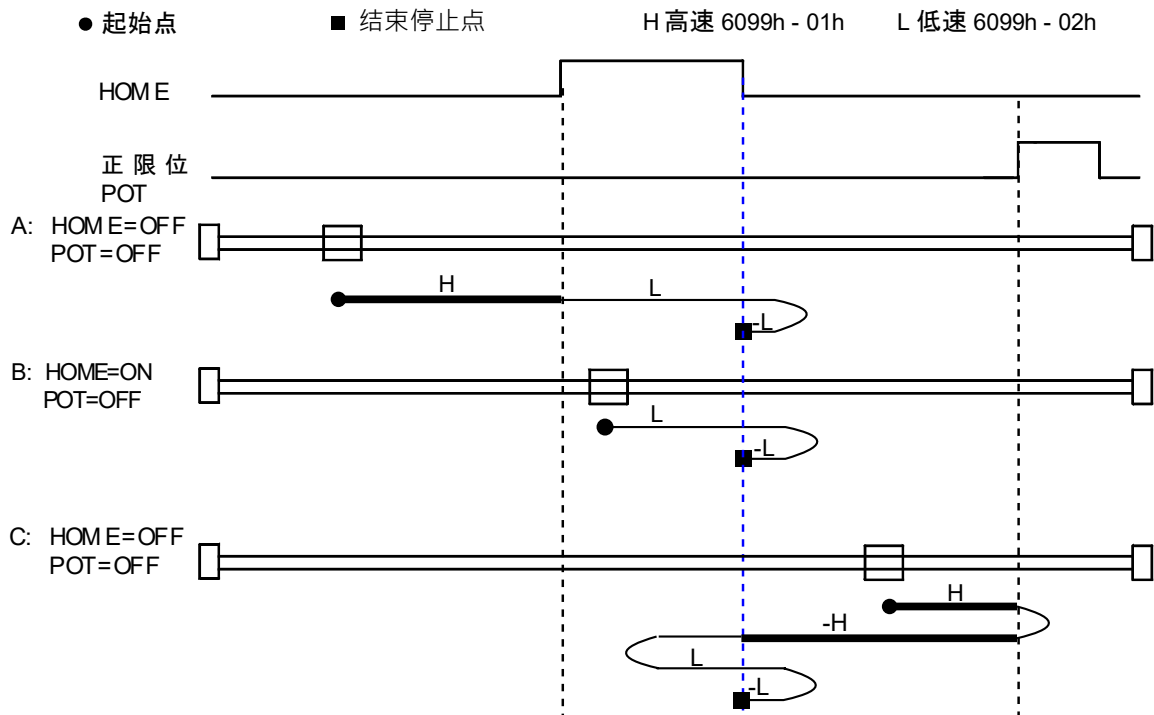 ● 起始点 ■ 结束停止点 H 高速 6099h - 01h L 低速 6099h - 02h
HOME
正限位
POT
A: HOME=OFF
POT=OFF
H L
-L
B: HOME=ON
POT=OFF
L
-L
C: HOME=OFF
POT=OFF
H
-H
L
-L